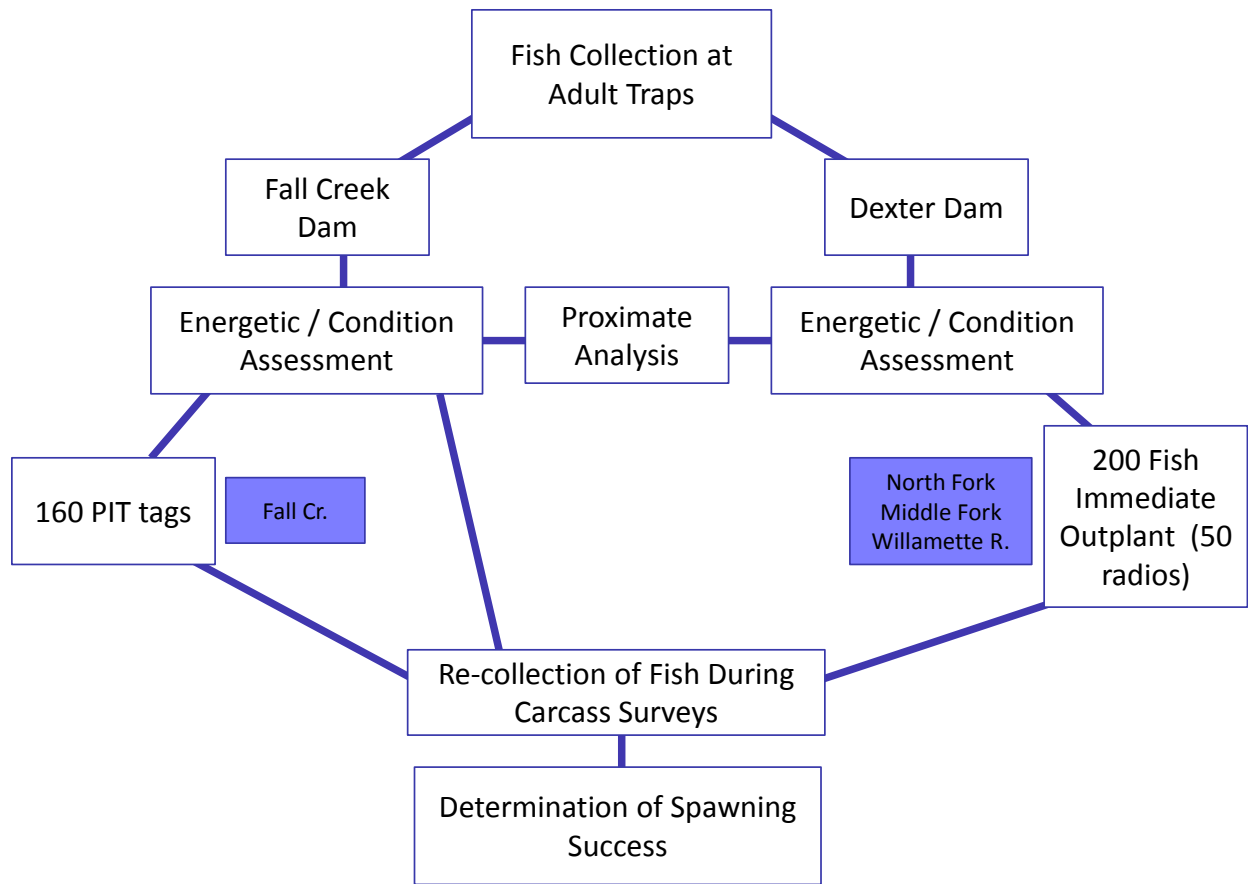 Fish Collection at
Adult Traps
Fall Creek
Dam
Dexter Dam
Energetic / Condition
Assessment
Proximate
Analysis
Energetic / Condition
Assessment
160 PIT tags
Fall Cr.
North Fork
Middle Fork
Willamette R.
200 Fish
Immediate
Outplant (50
radios)
Re-collection of Fish During
Carcass Surveys
Determination of Spawning
Success